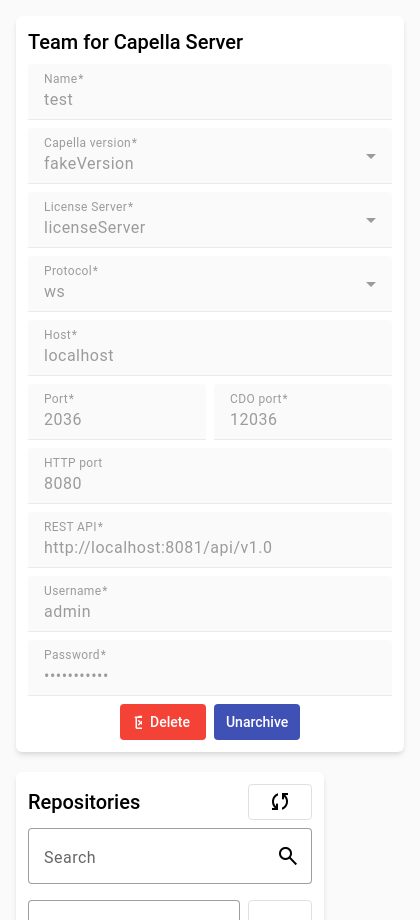 Team for Capella Server
Name*
test
Capella version*
fakeVersion
License Server*
licenseServer
Protocol*
ws
Host*
localhost
Port*
2036
CDO port*
12036
HTTP port
8080
REST API*
http://localhost:8081/api/v1.0
Username*
admin
Password*
•••••••••••
Delete
Unarchive
Repositories
Search